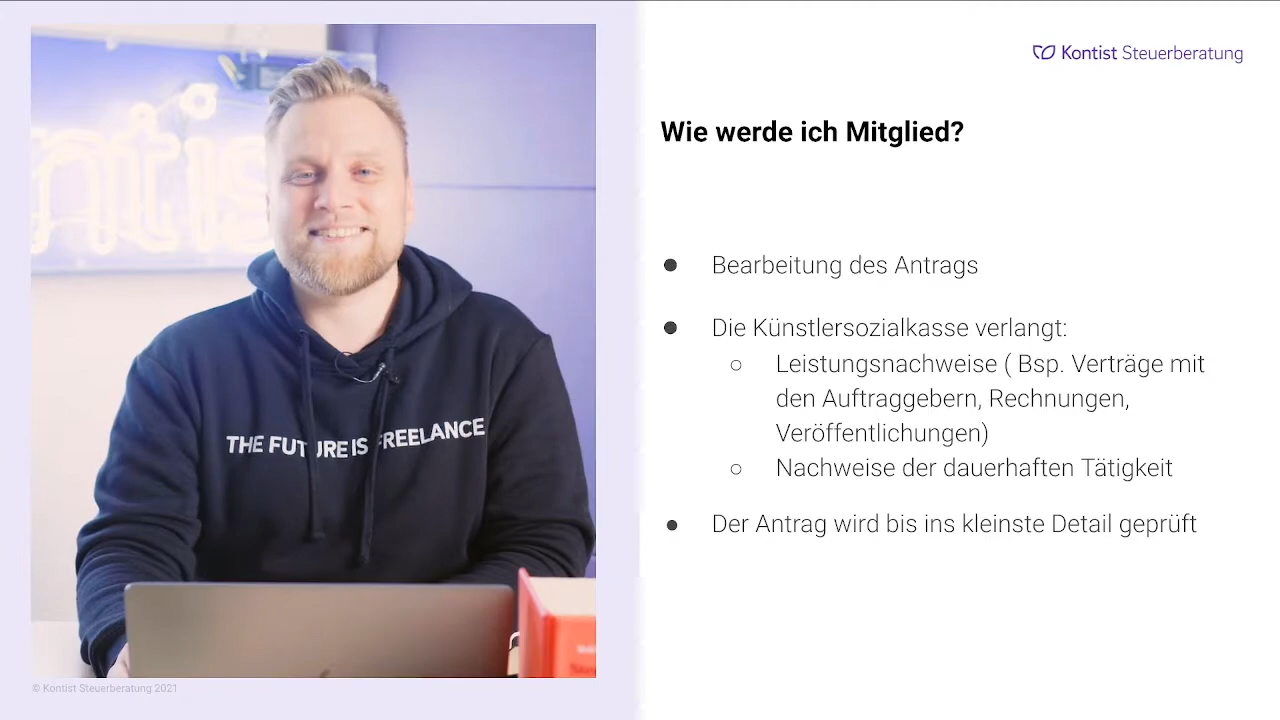 ntis
THE FUTURE IS FREELANCE
© Kontist Steuerberatung 2021
Kontist Steuerberatung
Wie werde ich Mitglied?
● Bearbeitung des Antrags
● Die Künstlersozialkasse verlangt:
○ Leistungsnachweise ( Bsp. Verträge mit
den Auftraggebern, Rechnungen,
Veröffentlichungen)
○ Nachweise der dauerhaften Tätigkeit
● Der Antrag wird bis ins kleinste Detail geprüft